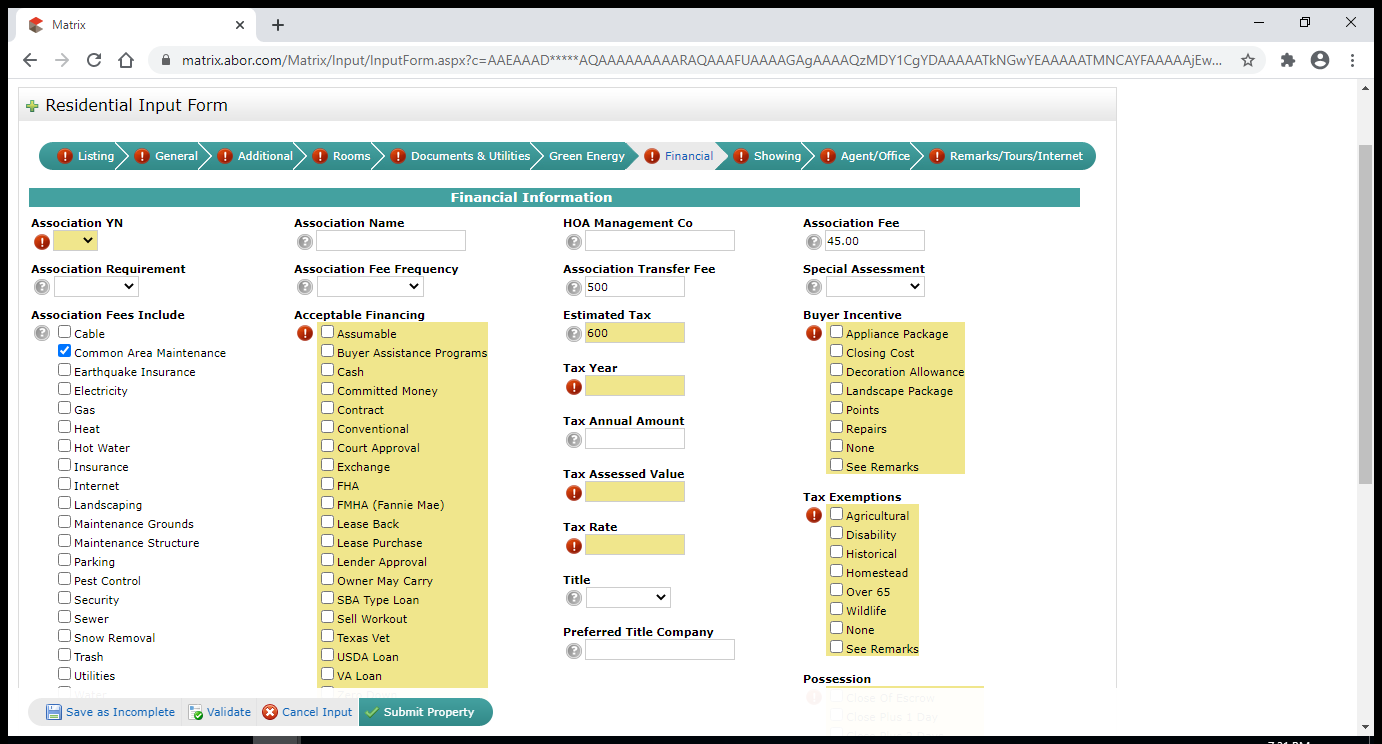 Matrix
matrix.abor.com/Matrix/Input/InputForm.aspx?c=AAEAAAD*****AQAAAAAAAAARAQAAAFUAAAAGAgAAAAQzMDY1CgYDAAAAATkNGwYEAAAAATMNCAYFAAAAAjEw...
Residential Input Form
Listing General Additional Rooms Documents & Utilities Green Energy Financial Showing Agent/Office Remarks/Tours/Internet
Financial Information
Association YN
Association Name
HOA Management Co
Association Fee
45.00
Association Requirement
Association Fee Frequency
Association Transfer Fee
500
Special Assessment
Association Fees Include
Cable
Common Area Maintenance
Earthquake Insurance
Electricity
Gas
Heat
Hot Water
Insurance
Internet
Landscaping
Maintenance Grounds
Maintenance Structure
Parking
Pest Control
Security
Sewer
Snow Removal
Trash
Utilities
Water
Acceptable Financing
Assumable
Buyer Assistance Programs
Cash
Committed Money
Contract
Conventional
Court Approval
Exchange
FHA
FMHA (Fannie Mae)
Lease Back
Lease Purchase
Lender Approval
Owner May Carry
SBA Type Loan
Sell Workout
Texas Vet
USDA Loan
VA Loan
Estimated Tax
600
Tax Year
Tax Annual Amount
Tax Assessed Value
Tax Rate
Title
Preferred Title Company
Buyer Incentive
Appliance Package
Closing Cost
Decoration Allowance
Landscape Package
Points
Repairs
None
See Remarks
Tax Exemptions
Agricultural
Disability
Historical
Homestead
Over 65
Wildlife
None
See Remarks
Possession
Close Of Escrow
Close Plus 1 Day
Save as Incomplete Validate Cancel Input Submit Property